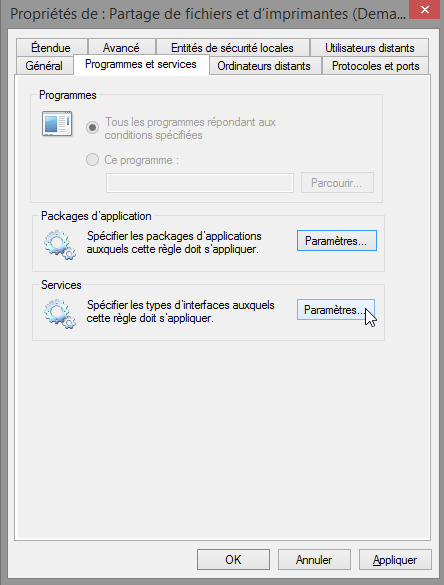 Propriétés de : Partage de fichiers et d'imprimantes (Dema...
Étendue Avancé Entités de sécurité locales Utilisateurs distants
Général Programmes et services Ordinateurs distants Protocoles et ports
Programmes
Tous les programmes répondant aux
conditions spécifiées
Ce programme :
Parcourir...
Packages d'application
Spécifier les packages d'applications
auxquels cette règle doit s'appliquer.
Paramètres...
Services
Spécifier les types d'interfaces auxquels
cette règle doit s'appliquer.
Paramètres...
OK Annuler Appliquer